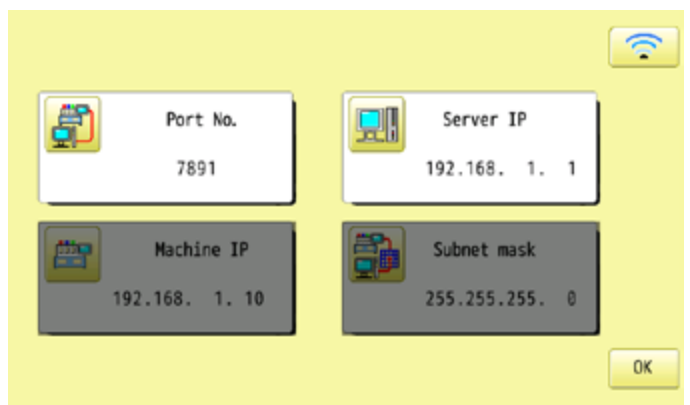 Port No.
7891
Server IP
192.168. 1. 1
Machine IP
192.168. 1. 10
Subnet mask
255.255.255. 0
OK